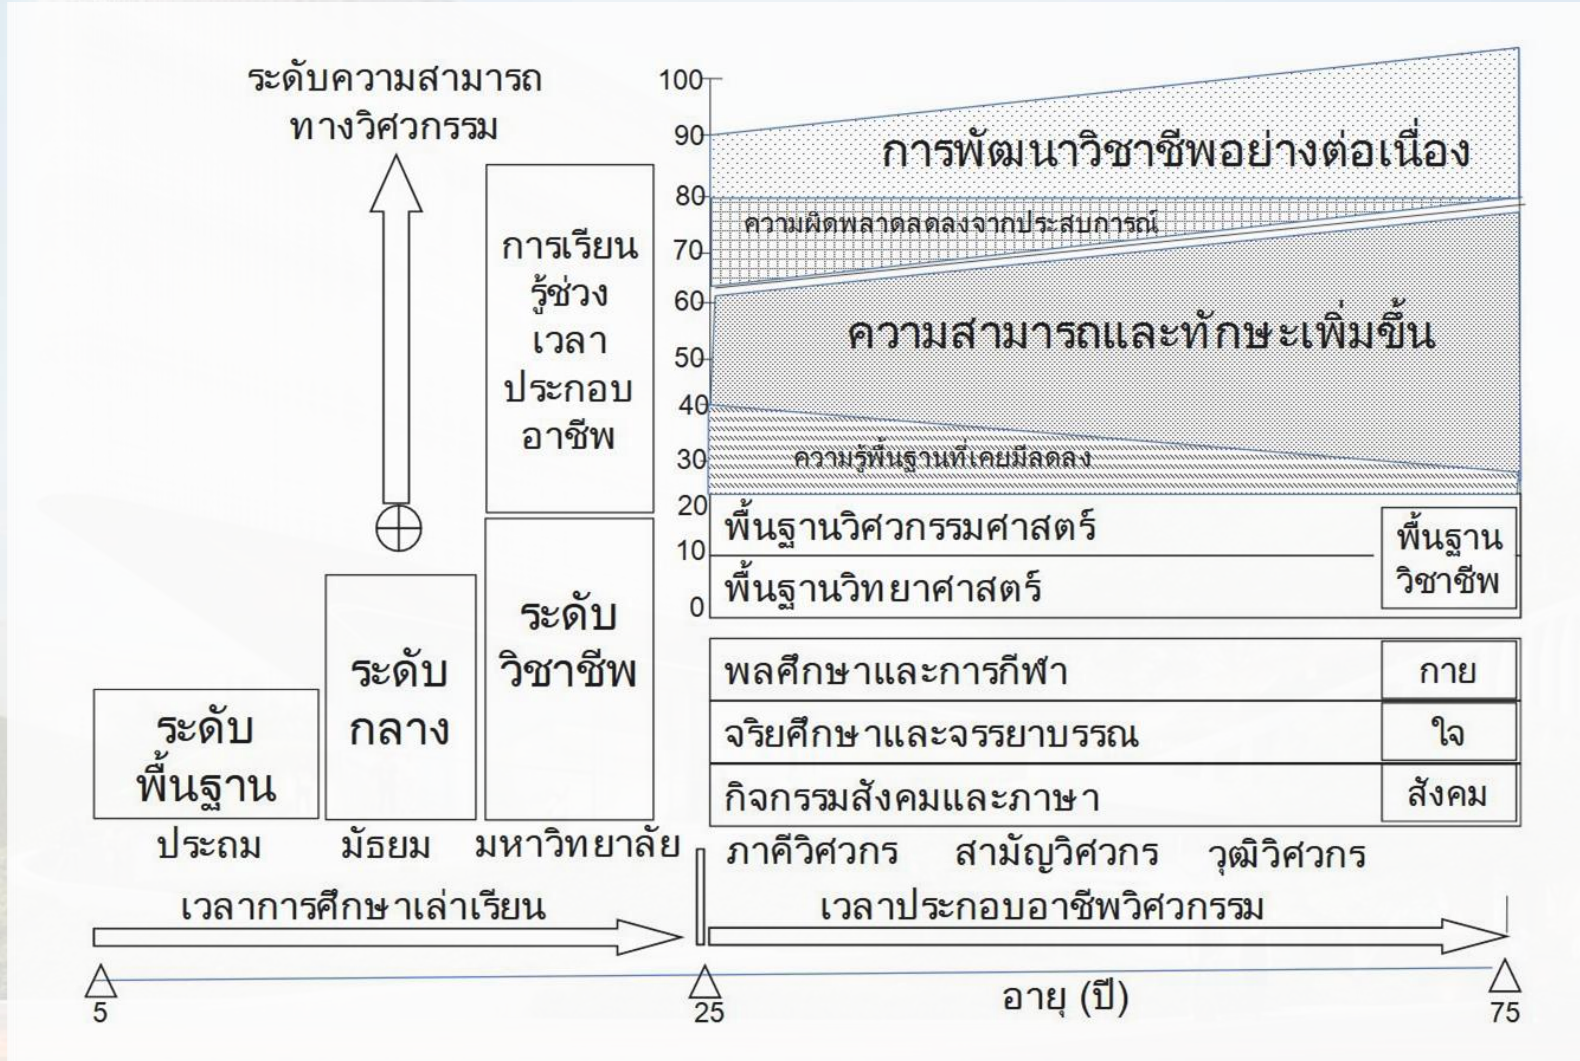 ระดับความสามารถ
ทางวิศวกรรม
การเรียน
รู้ช่วง
เวลา
ประกอบ
อาชีพ
ระดับ
วิชาชีพ
ระดับ
กลาง
ระดับ
พื้นฐาน
ประถม
มัธยม
มหาวิทยาลัย
เวลาการศึกษาเล่าเรียน
100
90
80
70
60
50
40
30
20
10
0
การพัฒนาวิชาชีพอย่างต่อเนื่อง
ความผิดพลาดลดลงจากประสบการณ์
ความสามารถและทักษะเพิ่มขึ้น
ความรู้พื้นฐานที่เคยมีลดลง
พื้นฐานวิศวกรรมศาสตร์
พื้นฐานวิทยาศาสตร์
พื้นฐาน
วิชาชีพ
พลศึกษาและการกีฬา
กาย
จริยศึกษาและจรรยาบรรณ
ใจ
กิจกรรมสังคมและภาษา
สังคม
ภาคีวิศวกร
สามัญวิศวกร
วุฒิวิศวกร
เวลาประกอบอาชีพวิศวกรรม
5
25
อายุ (ปี)
75